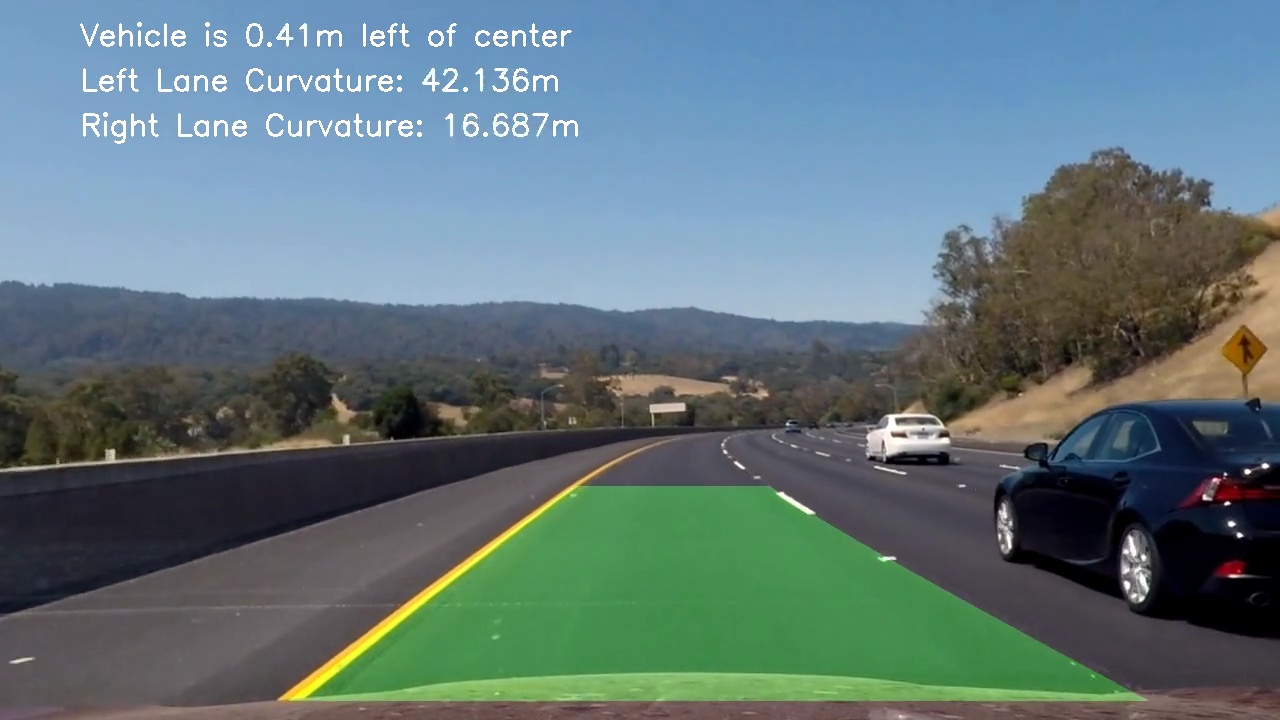 Vehicle is 0.41m left of center
Left Lane Curvature: 42.136m
Right Lane Curvature: 16.687m